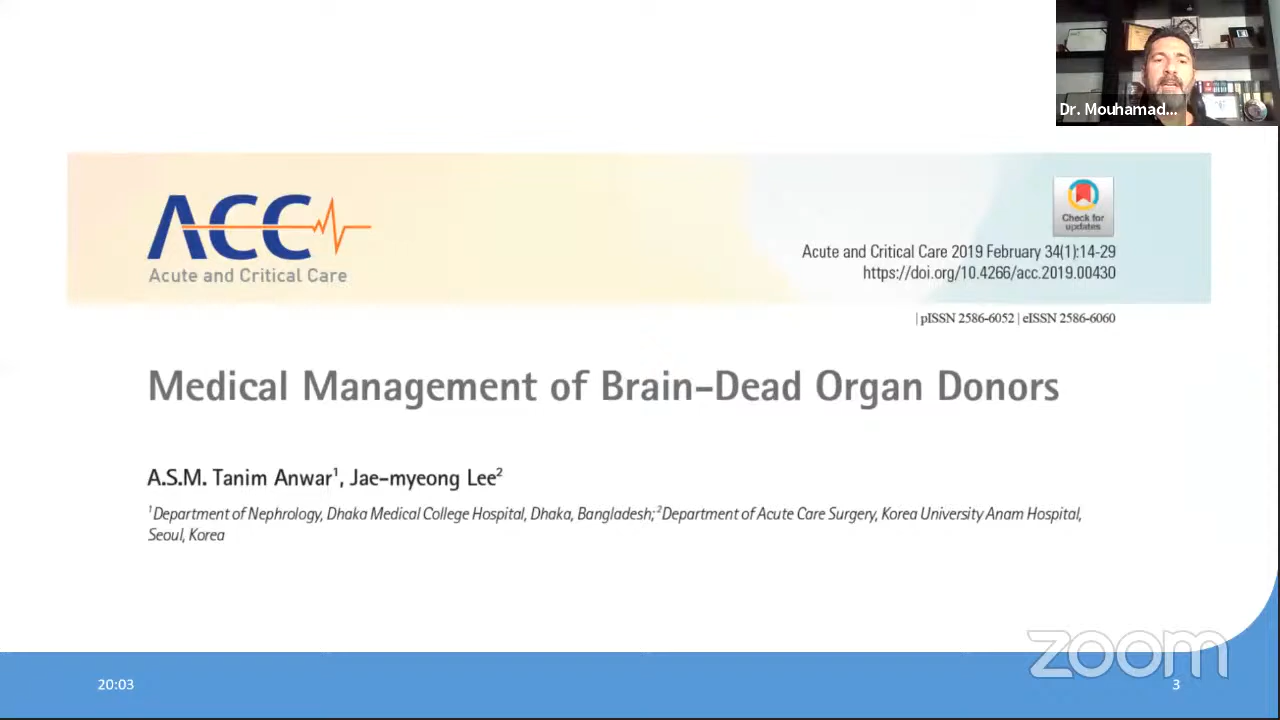 Dr. Mouhamad...
ACC
Acute and Critical Care
Check for
updates
Acute and Critical Care 2019 February 34(1):14-29
https://doi.org/10.4266/acc.2019.00430
| pISSN 2586-6052 | eISSN 2586-6060
Medical Management of Brain-Dead Organ Donors
A.S.M. Tanim Anwar¹, Jae-myeong Lee²
¹Department of Nephrology, Dhaka Medical College Hospital, Dhaka, Bangladesh; ²Department of Acute Care Surgery, Korea University Anam Hospital,
Seoul, Korea
zoom
20:03
3